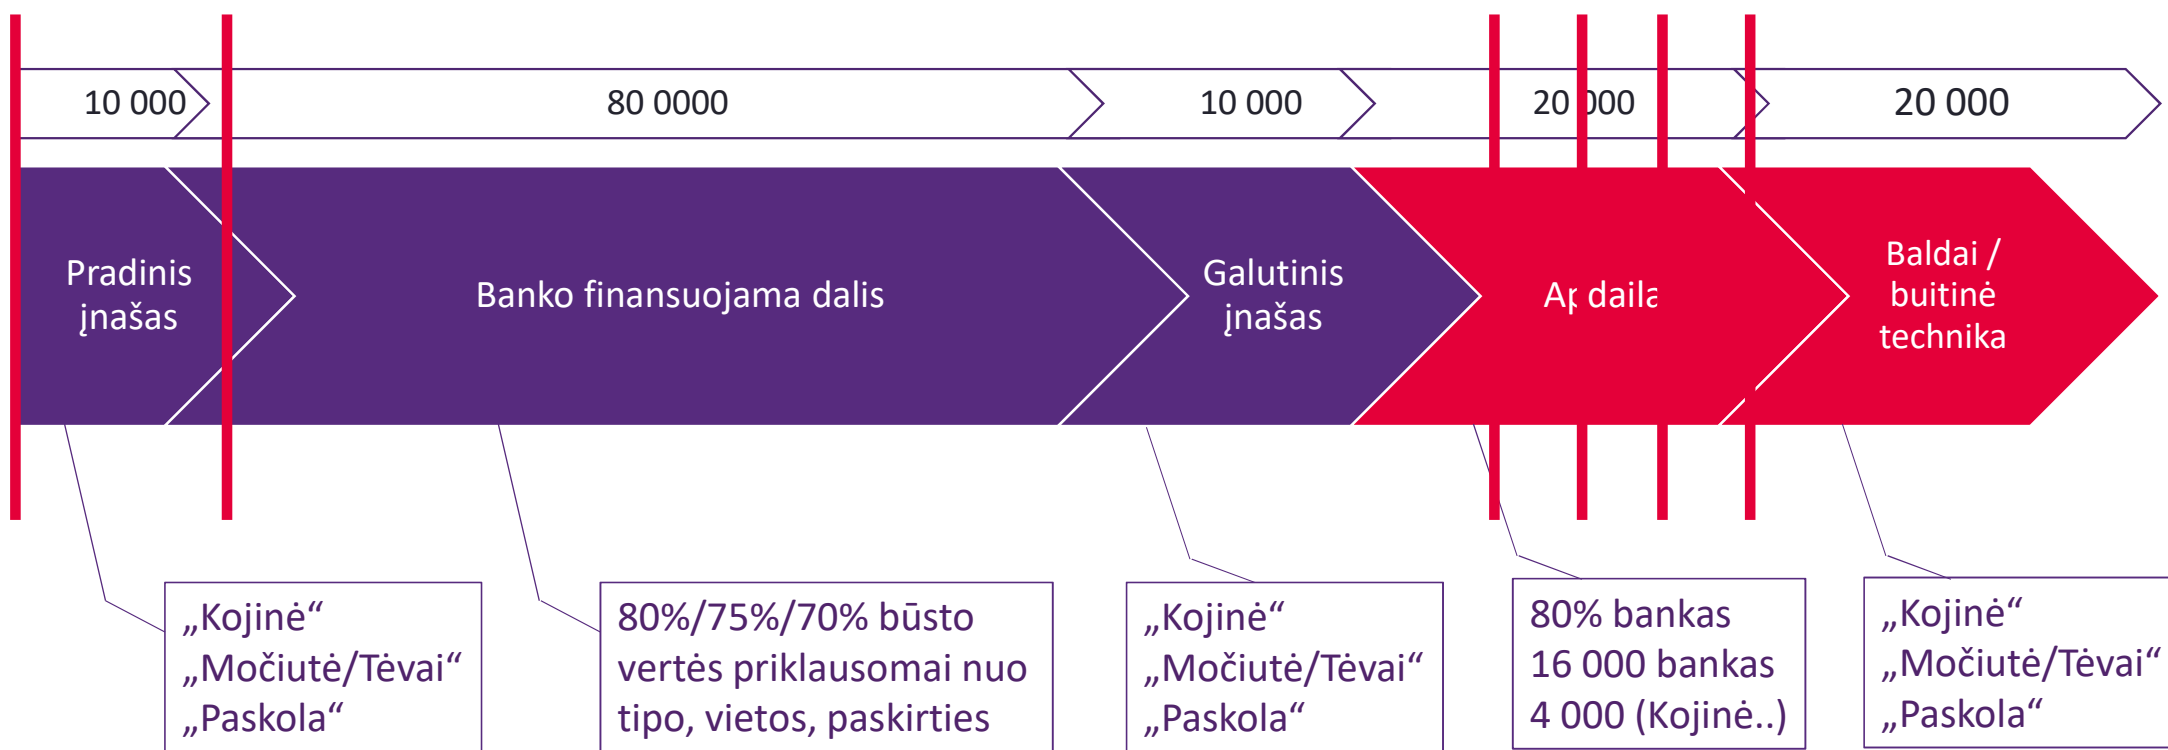 10 000
80 0000
10 000
20 000
20 000
Pradinis
įnašas
Banko finansuojama dalis
Galutinis
įnašas
Apdaila
Baldai /
buitinė
technika
„Kojinė“
„Močiutė/Tėvai“
„Paskola“
80%/75%/70% būsto
vertės priklausomai nuo
tipo, vietos, paskirties
„Kojinė“
„Močiutė/Tėvai“
„Paskola“
80% bankas
16 000 bankas
4 000 (Kojinė..)
„Kojinė“
„Močiutė/Tėvai“
„Paskola“